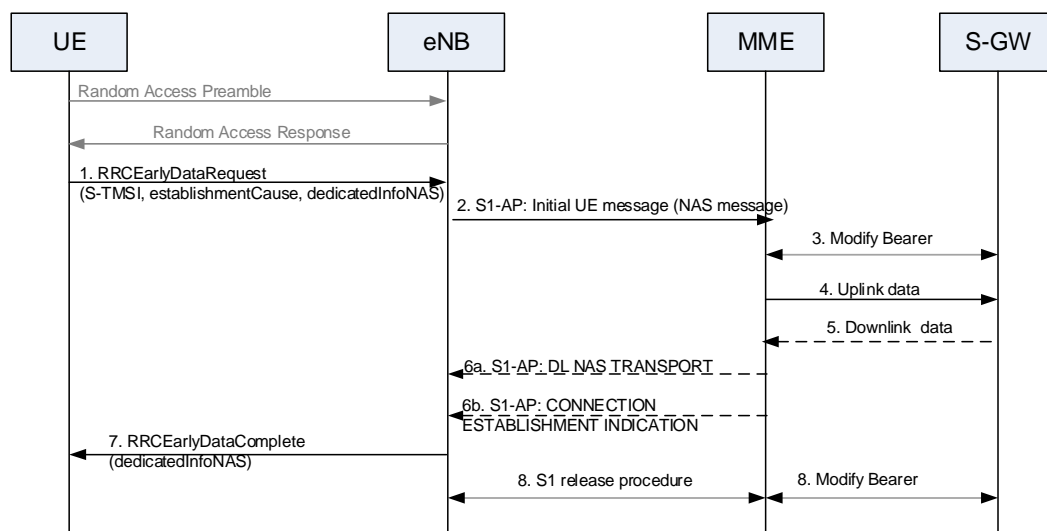 UE
eNB
MME
S-GW
Random Access Preamble
Random Access Response
1. RRCEarlyDataRequest
(S-TMSI, establishmentCause, dedicatedInfoNAS)
2. S1-AP: Initial UE message (NAS message)
3. Modify Bearer
4. Uplink data
5. Downlink data
6a. S1-AP: DL NAS TRANSPORT
6b. S1-AP: CONNECTION
ESTABLISHMENT INDICATION
7. RRCEarlyDataComplete
(dedicatedInfoNAS)
8. S1 release procedure
8. Modify Bearer